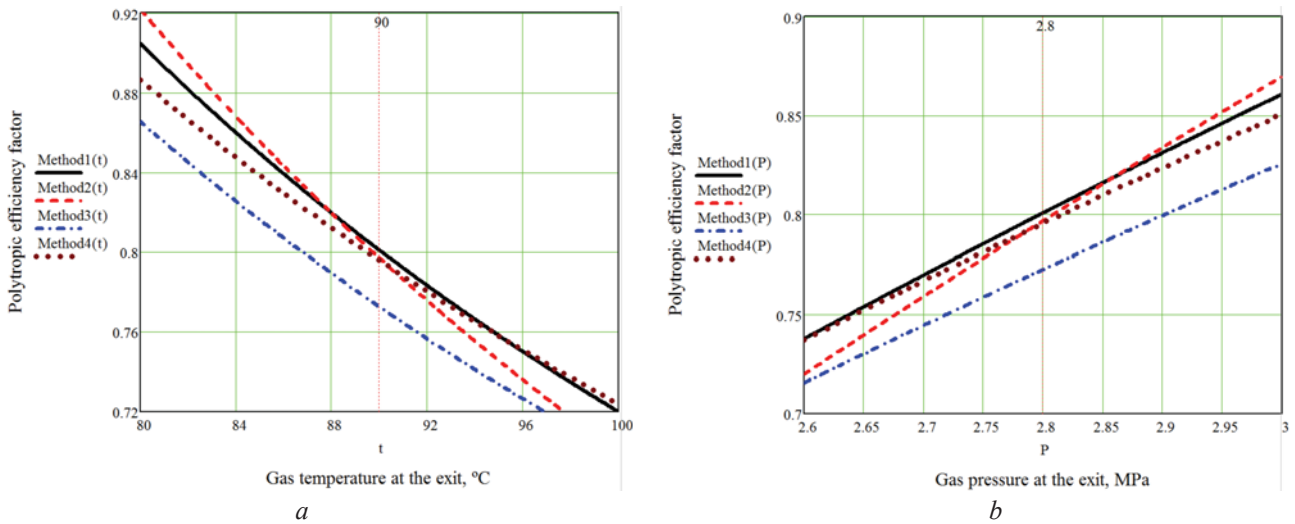 0.92
0.88
0.84
0.8
0.76
0.72
Polytropic efficiency factor
Method1(t)
Method2(t)
Method3(t)
Method4(t)
90
80
84
88
92
96
100
t
Gas temperature at the exit, ºC
a
0.9
0.85
0.8
0.75
0.7
Polytropic efficiency factor
Method1(P)
Method2(P)
Method3(P)
Method4(P)
2.8
2.6
2.65
2.7
2.75
2.8
2.85
2.9
2.95
3
P
Gas pressure at the exit, MPa
b